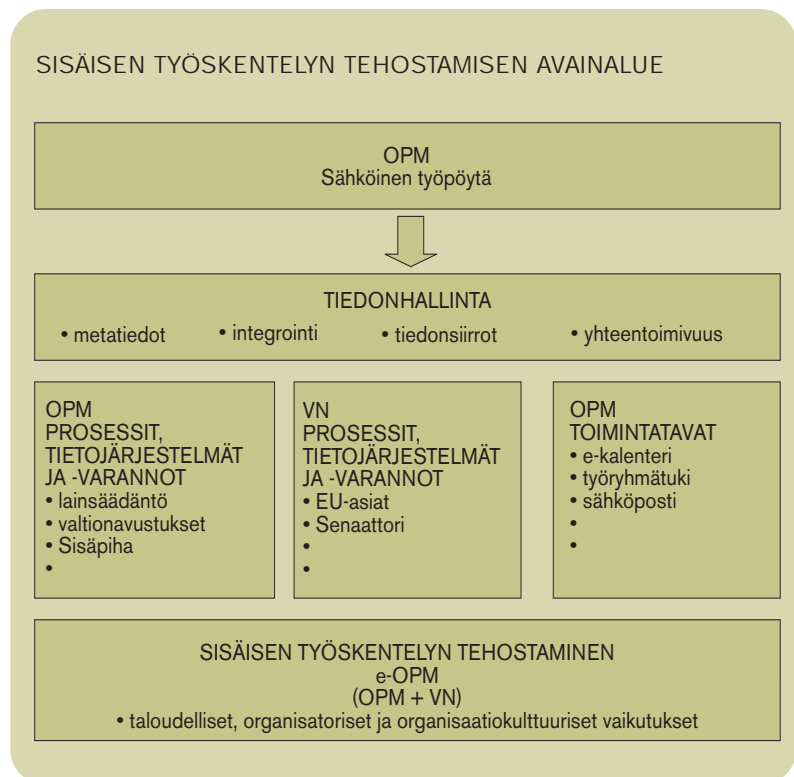 SISÄISEN TYÖSKENTELYN TEHOSTAMISEN AVAINALUE
OPM
Sähköinen työpöytä
TIEDONHALLINTA
• metatiedot • integrointi • tiedonsiirrot • yhteentoimivuus
OPM
PROSESSIT,
TIETOJÄRJESTELMÄT
JA -VARANNOT
• lainsäädäntö
• valtionavustukset
• Sisäpiha
•
VN
PROSESSIT,
TIETOJÄRJESTELMÄT
JA -VARANNOT
• EU-asiat
• Senaattori
•
•
OPM
TOIMINTATAVAT
• e-kalenteri
• työryhmätuki
• sähköposti
•
•
SISÄISEN TYÖSKENTELYN TEHOSTAMINEN
e-OPM
(OPM + VN)
• taloudelliset, organisatoriset ja organisaatiokulttuuriset vaikutukset